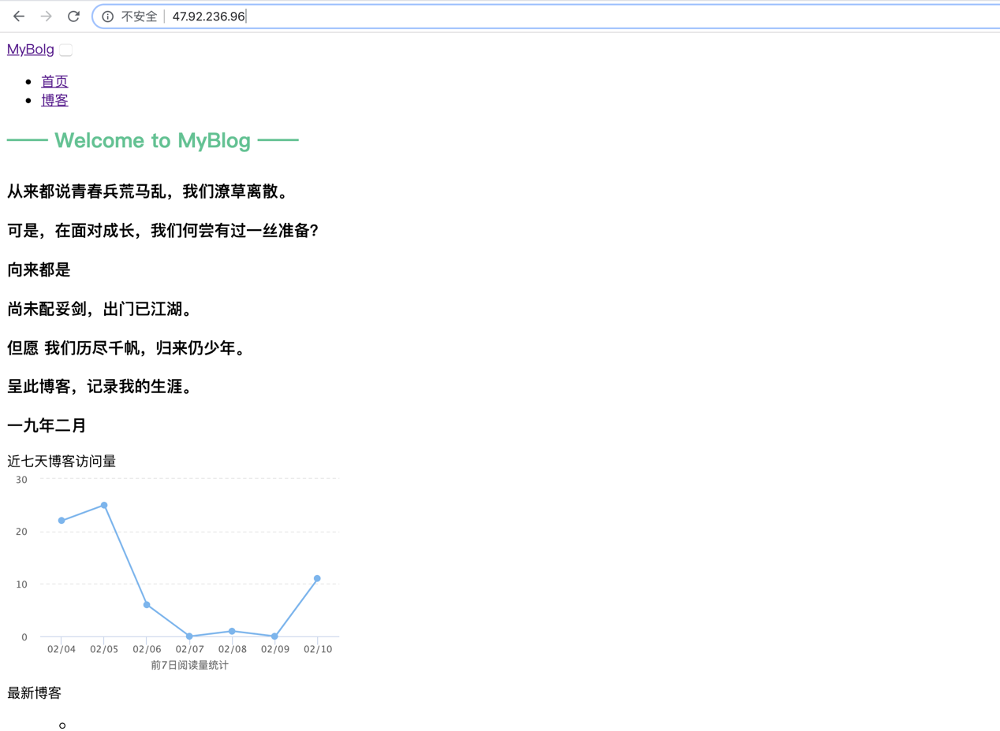 不安全 47.92.236.96
MyBolg
首页
博客
—— Welcome to MyBlog ——
从来都说青春兵荒马乱，我们潦草离散。
可是，在面对成长，我们何尝有过一丝准备?
向来都是
尚未配妥剑，出门已江湖。
但愿 我们历尽千帆，归来仍少年。
呈此博客，记录我的生涯。
一九年二月
近七天博客访问量
30
20
10
0
02/04 02/05 02/06 02/07 02/08 02/09 02/10
前7日阅读量统计
最新博客